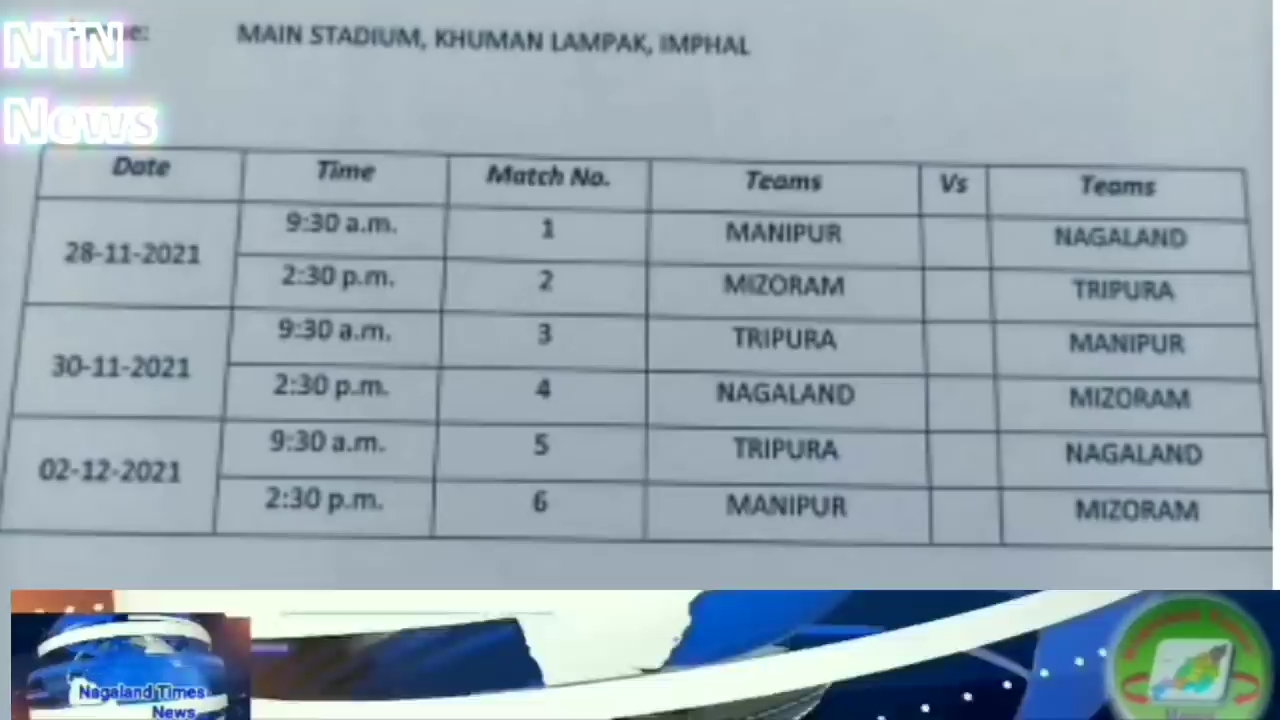 NTN
News
MAIN STADIUM, KHUMAN LAMPAK, IMPHAL
Date Time Match No. Teams Vs Teams
28-11-2021 9:30 a.m. 1 MANIPUR NAGALAND
2:30 p.m. 2 MIZORAM TRIPURA
30-11-2021 9:30 a.m. 3 TRIPURA MANIPUR
2:30 p.m. 4 NAGALAND MIZORAM
02-12-2021 9:30 a.m. 5 TRIPURA NAGALAND
2:30 p.m. 6 MANIPUR MIZORAM
Nagaland Times
News